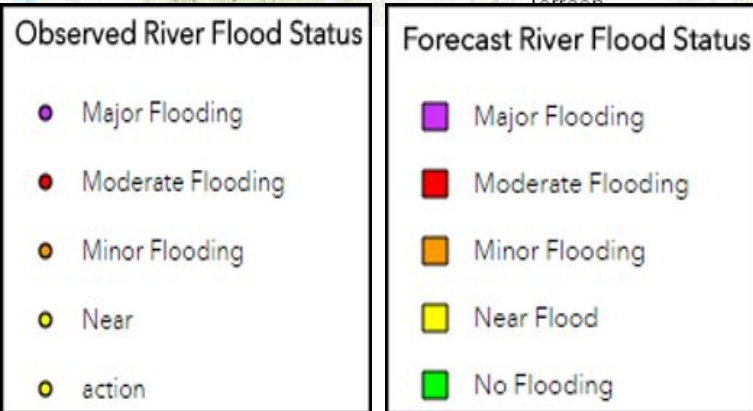 Observed River Flood Status
Major Flooding
Moderate Flooding
Minor Flooding
Near
action
Forecast River Flood Status
Major Flooding
Moderate Flooding
Minor Flooding
Near Flood
No Flooding